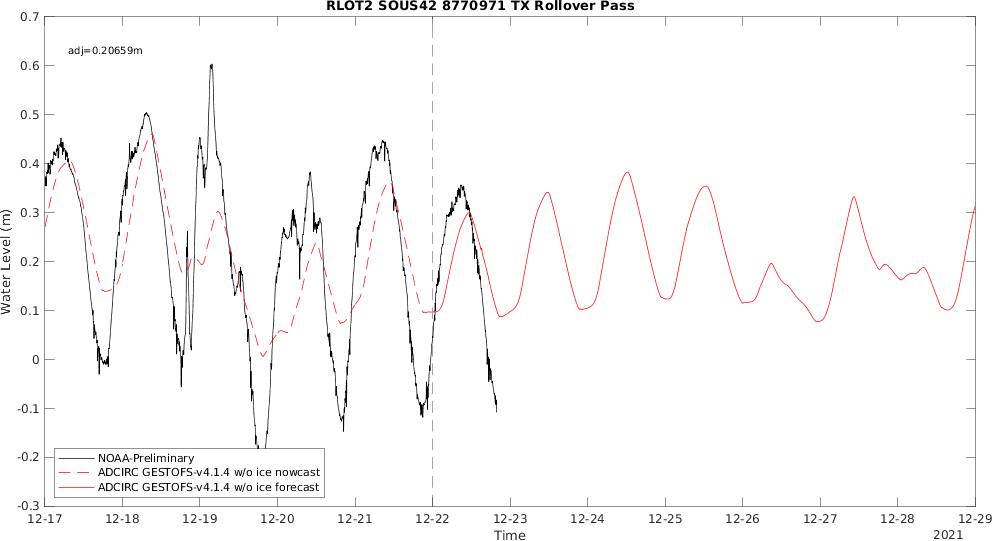 RLOT2 SOUS42 8770971 TX Rollover Pass
0.7
adj=0.20659m
0.6
0.5
0.4
0.3
0.2
0.1
0
-0.1
-0.2
-0.3
Water Level (m)
NOAA-Preliminary
ADCIRC GESTOFS-v4.1.4 w/o ice nowcast
ADCIRC GESTOFS-v4.1.4 w/o ice forecast
12-17 12-18 12-19 12-20 12-21 12-22 12-23 12-24 12-25 12-26 12-27 12-28 12-29
Time
2021